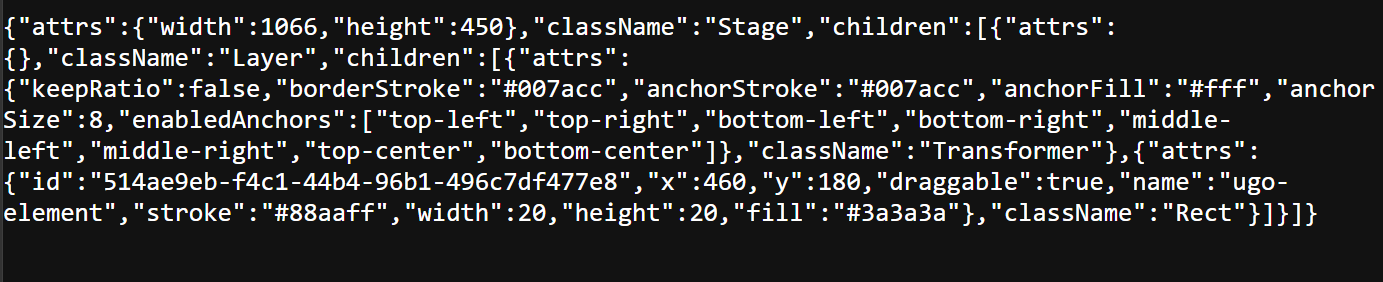 {"attrs":{"width":1066,"height":450},"className":"Stage","children":[{"attrs":
{},"className":"Layer","children":[{"attrs":
{"keepRatio":false,"borderStroke":"#007acc","anchorStroke":"#007acc","anchorFill":"#fff","anchor
Size":8,"enabledAnchors":["top-left","top-right","bottom-left","bottom-right","middle-
left","middle-right","top-center","bottom-center"]},"className":"Transformer"},{"attrs":
{"id":"514ae9eb-f4c1-44b4-96b1-496c7df477e8","x":460,"y":180,"draggable":true,"name":"ugo-
element","stroke":"#88aaff","width":20,"height":20,"fill":"#3a3a3a"},"className":"Rect"}]}]}